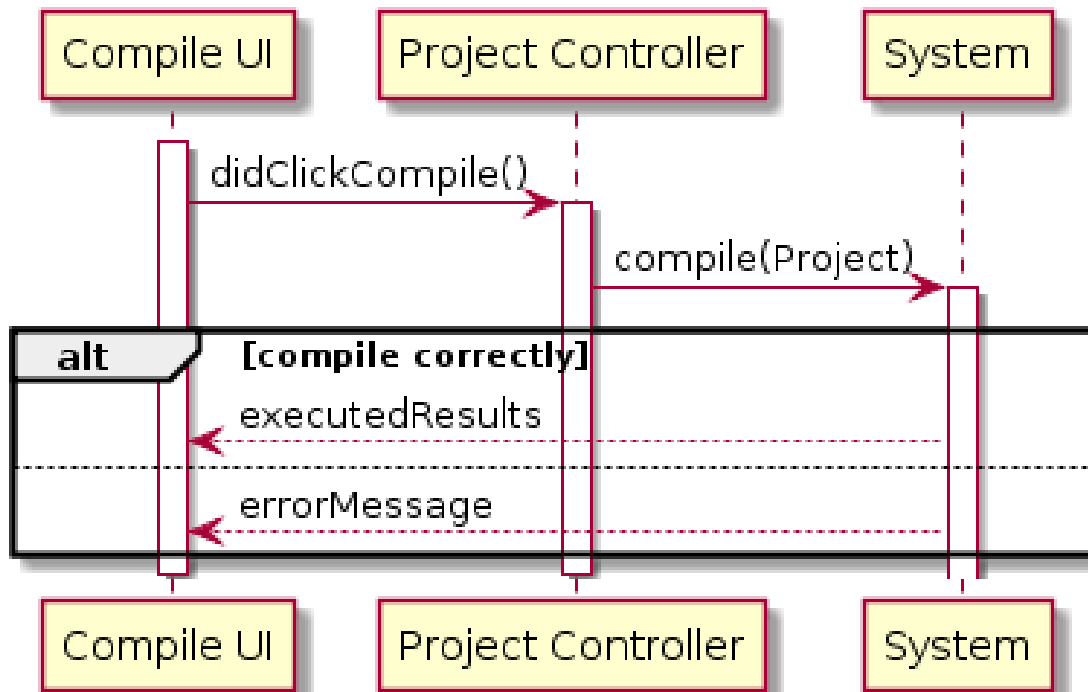 Compile UI
Project Controller
System
didClickCompile()
compile(Project)
alt
[compile correctly]
executedResults
errorMessage
Compile UI
Project Controller
System